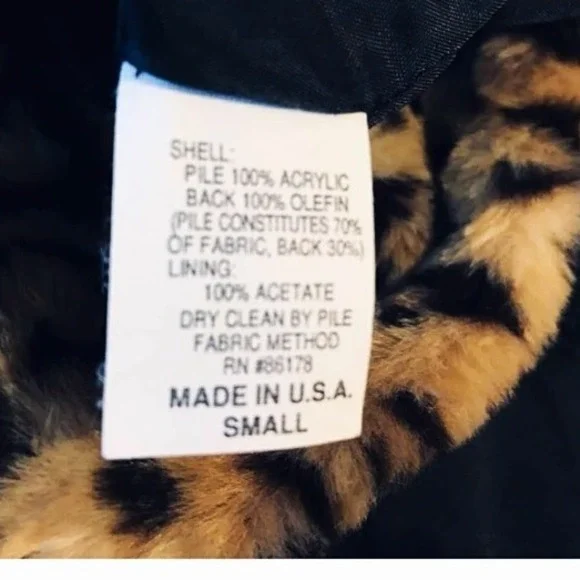 SHELL:
PILE 100% ACRYLIC
BACK 100% OLEFIN
(PILE CONSTITUTES 70%
OF FABRIC, BACK 30%)
LINING:
100% ACETATE
DRY CLEAN BY PILE
FABRIC METHOD
RN #86178
MADE IN U.S.A.
SMALL